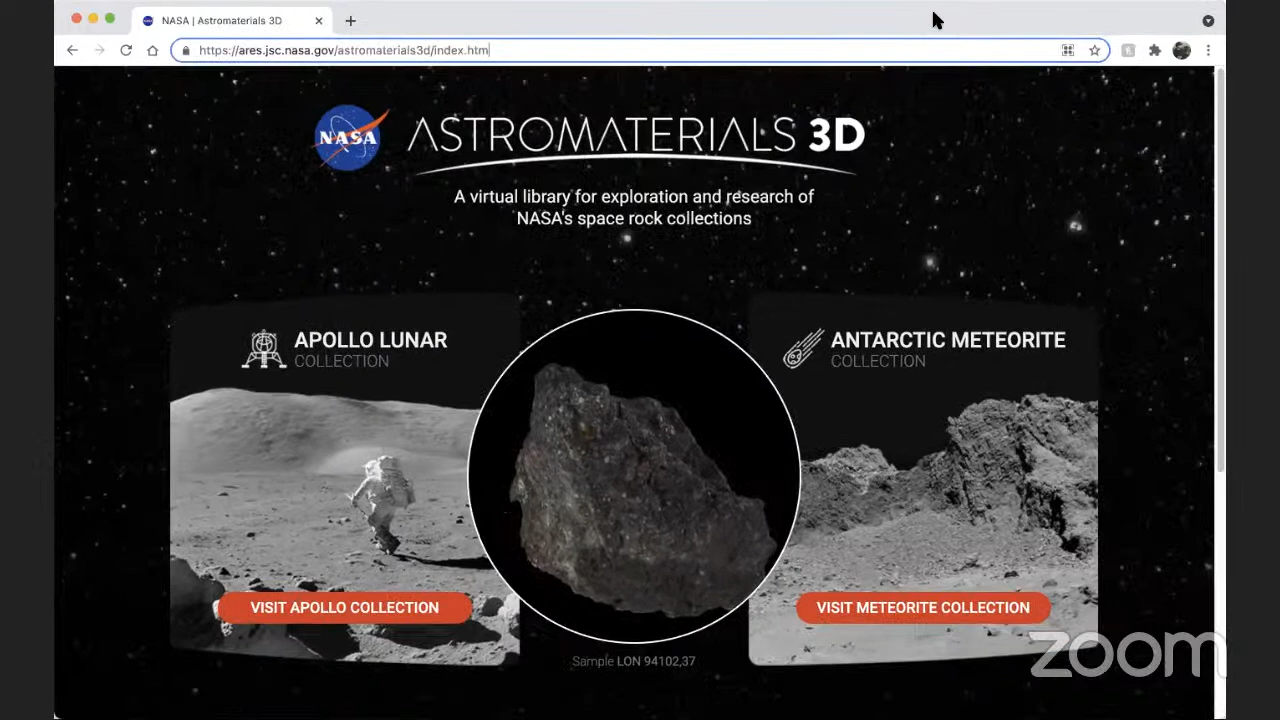 NASA | Astromaterials 3D
https://ares.jsc.nasa.gov/astromaterials3d/index.htm
NASA
ASTROMATERIALS 3D
A virtual library for exploration and research of
NASA's space rock collections
APOLLO LUNAR
COLLECTION
ANTARCTIC METEORITE
COLLECTION
VISIT APOLLO COLLECTION
VISIT METEORITE COLLECTION
Sample LON 94102,37
zoom